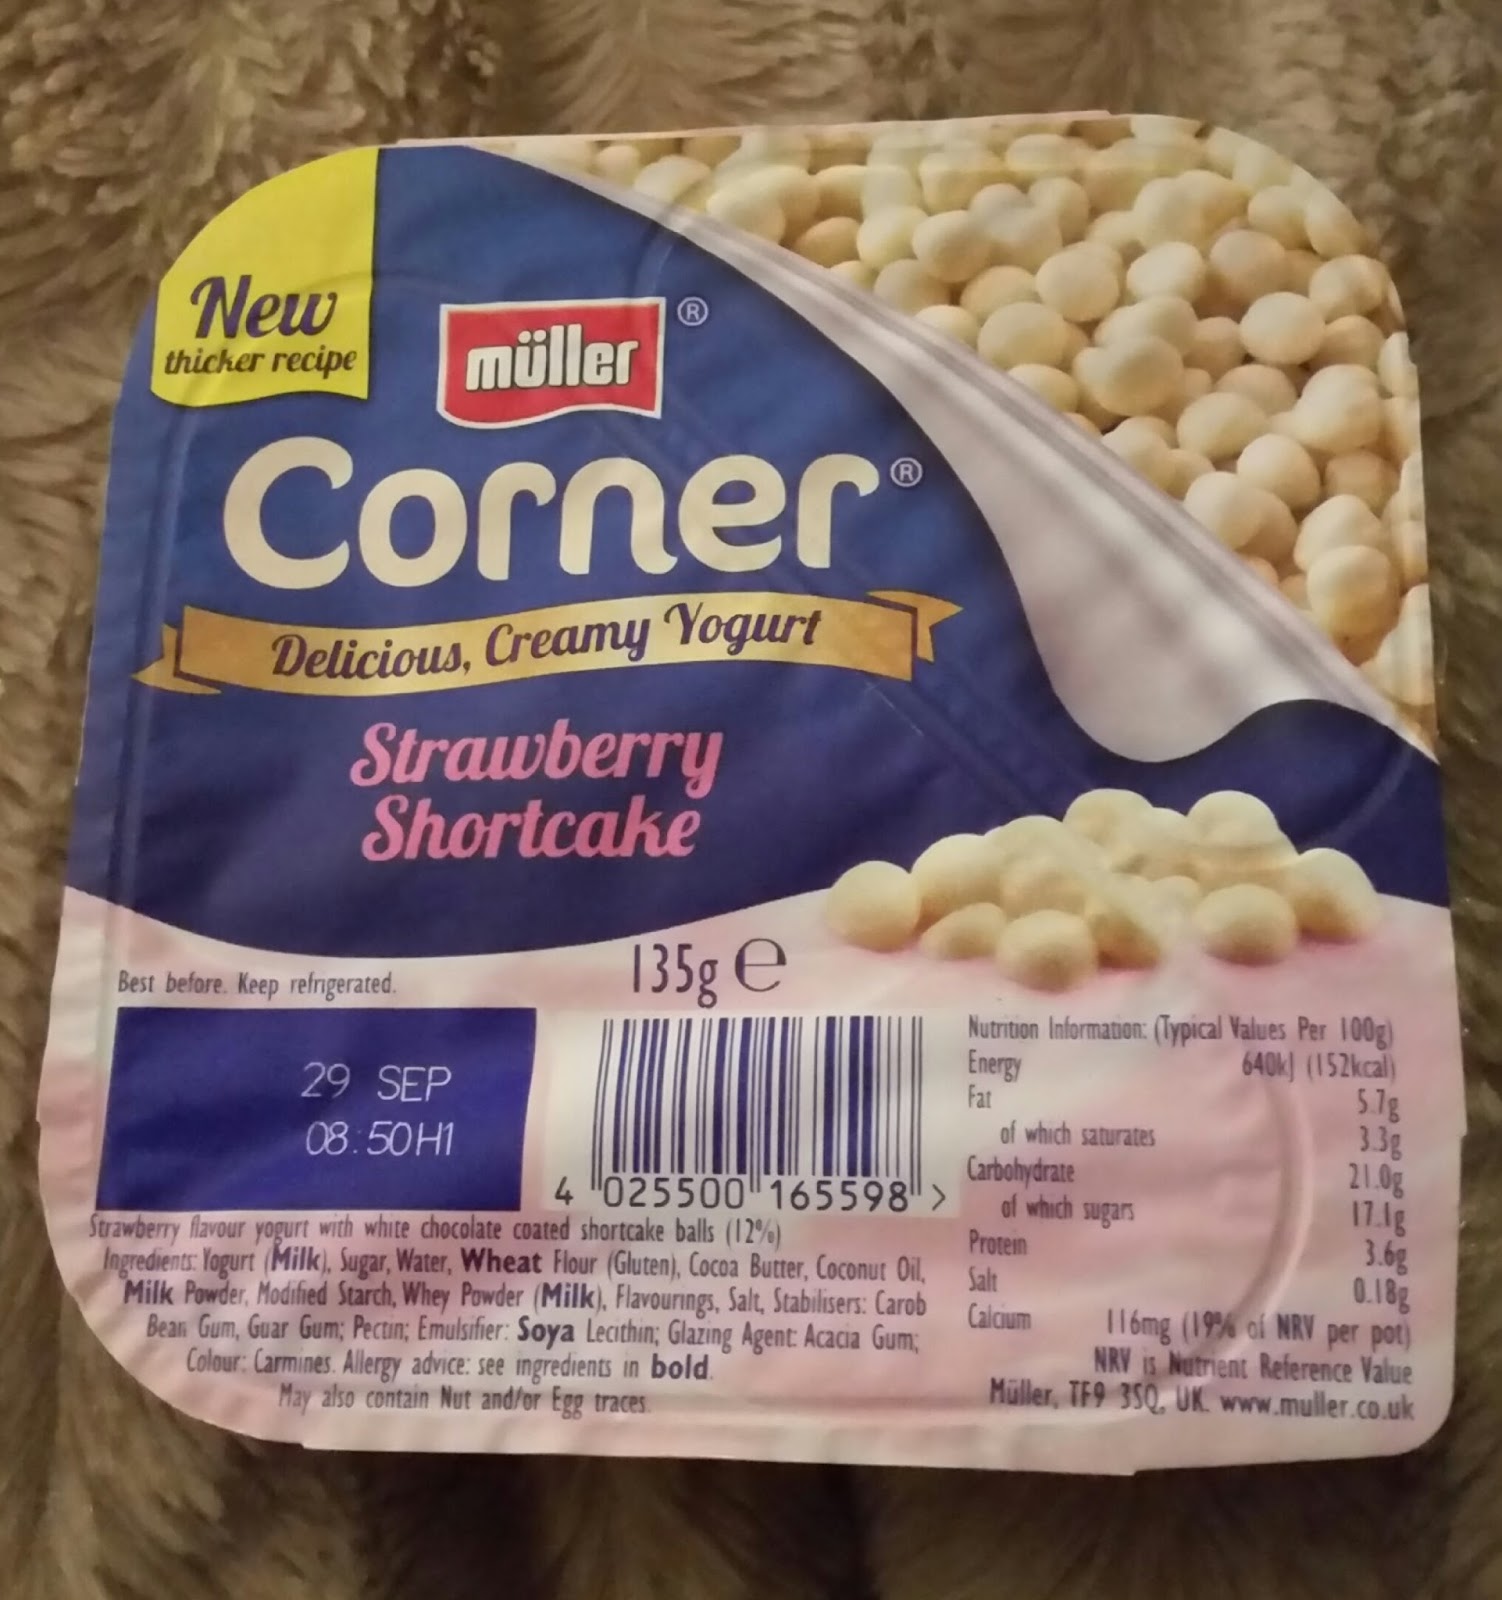 New
thicker recipe
müller ®
Corner ®
Delicious, Creamy Yogurt
Strawberry
Shortcake
135g ℮
Best before. Keep refrigerated.
29 SEP
08:50H1
4 025500 165598 >
Strawberry flavour yogurt with white chocolate coated shortcake balls (12%)
Ingredients: Yogurt (Milk), Sugar, Water, Wheat Flour (Gluten), Cocoa Butter, Coconut Oil,
Milk Powder, Modified Starch, Whey Powder (Milk), Flavourings, Salt, Stabilisers: Carob
Bean Gum, Guar Gum; Pectin; Emulsifier: Soya Lecithin; Glazing Agent: Acacia Gum;
Colour: Carmines. Allergy advice: see ingredients in bold.
May also contain Nut and/or Egg traces.
Nutrition Information: (Typical Values Per 100g)
Energy 640kJ (152kcal)
Fat 5.7g
of which saturates 3.3g
Carbohydrate 21.0g
of which sugars 17.1g
Protein 3.6g
Salt 0.18g
Calcium 116mg (19% of NRV per pot)
NRV is Nutrient Reference Value
Müller, TF9 3SQ, UK. www.muller.co.uk